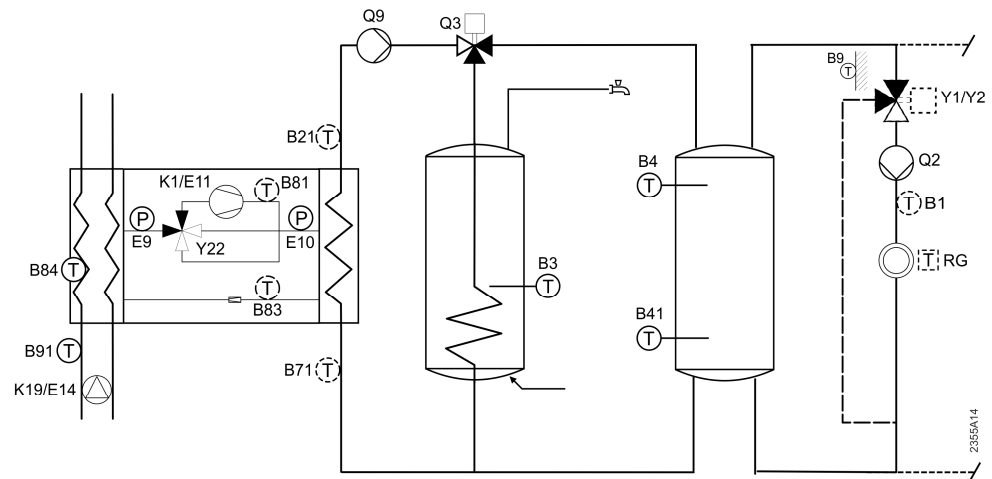 Q9
Q3
B9
T
Y1/Y2
B21
T
K1/E11
T
B81
B4
T
Q2
P
E9
Y22
P
E10
T
B1
B84
T
T
B83
B3
T
T
RG
B41
T
B91
T
B71
T
K19/E14
2355A14